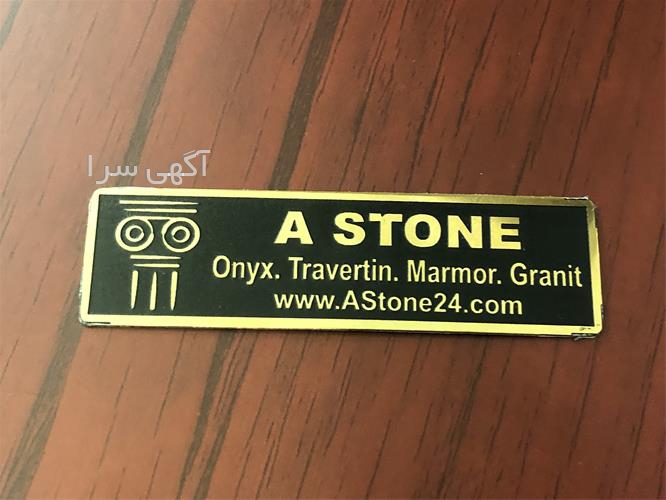 آگهی سرا
A STONE
Onyx. Travertin. Marmor. Granit
www.AStone24.com